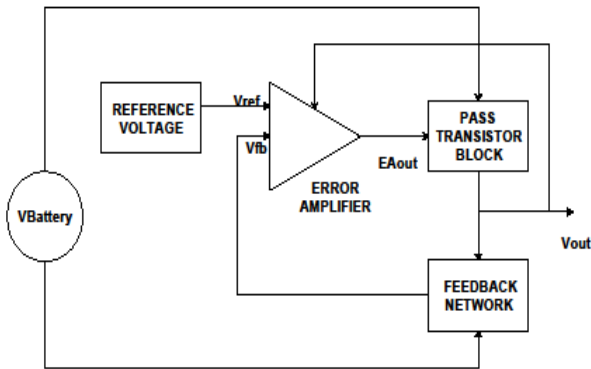 REFERENCE
VOLTAGE
Vref
Vfb
ERROR
AMPLIFIER
EAout
PASS
TRANSISTOR
BLOCK
VBattery
Vout
FEEDBACK
NETWORK